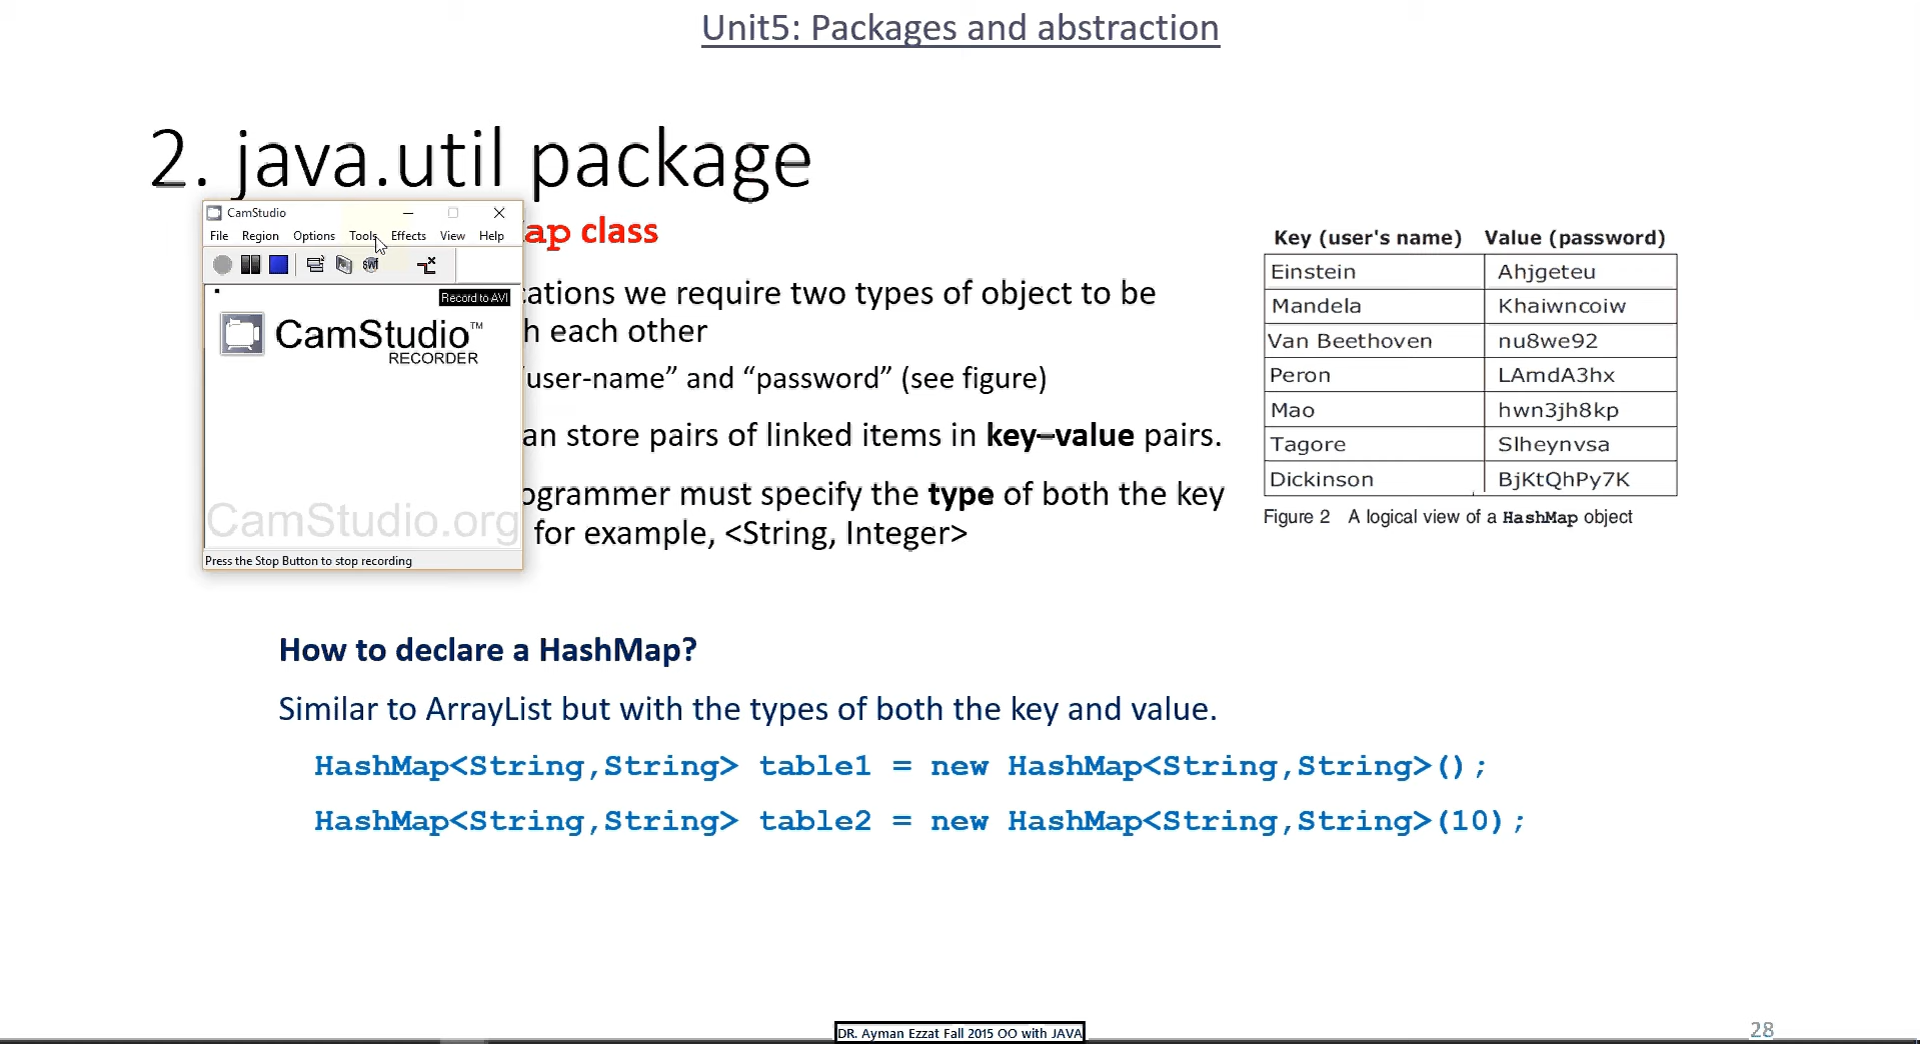 Unit5: Packages and abstraction
2. java.util package
CamStudio
File Region Options Tools Effects View Help
Record to AVI
CamStudio™
RECORDER
CamStudio.org
Press the Stop Button to stop recording
ap class
cations we require two types of object to be
h each other
user-name” and “password” (see figure)
an store pairs of linked items in key–value pairs.
ogrammer must specify the type of both the key
for example, <String, Integer>
Key (user's name) Value (password)
Einstein Ahjgeteu
Mandela Khaiwncoiw
Van Beethoven nu8we92
Peron LAmdA3hx
Mao hwn3jh8kp
Tagore Slheynvsa
Dickinson BjKtQhPy7K
Figure 2 A logical view of a HashMap object
How to declare a HashMap?
Similar to ArrayList but with the types of both the key and value.
HashMap<String,String> table1 = new HashMap<String,String>();
HashMap<String,String> table2 = new HashMap<String,String>(10);
DR. Ayman Ezzat Fall 2015 OO with JAVA
28